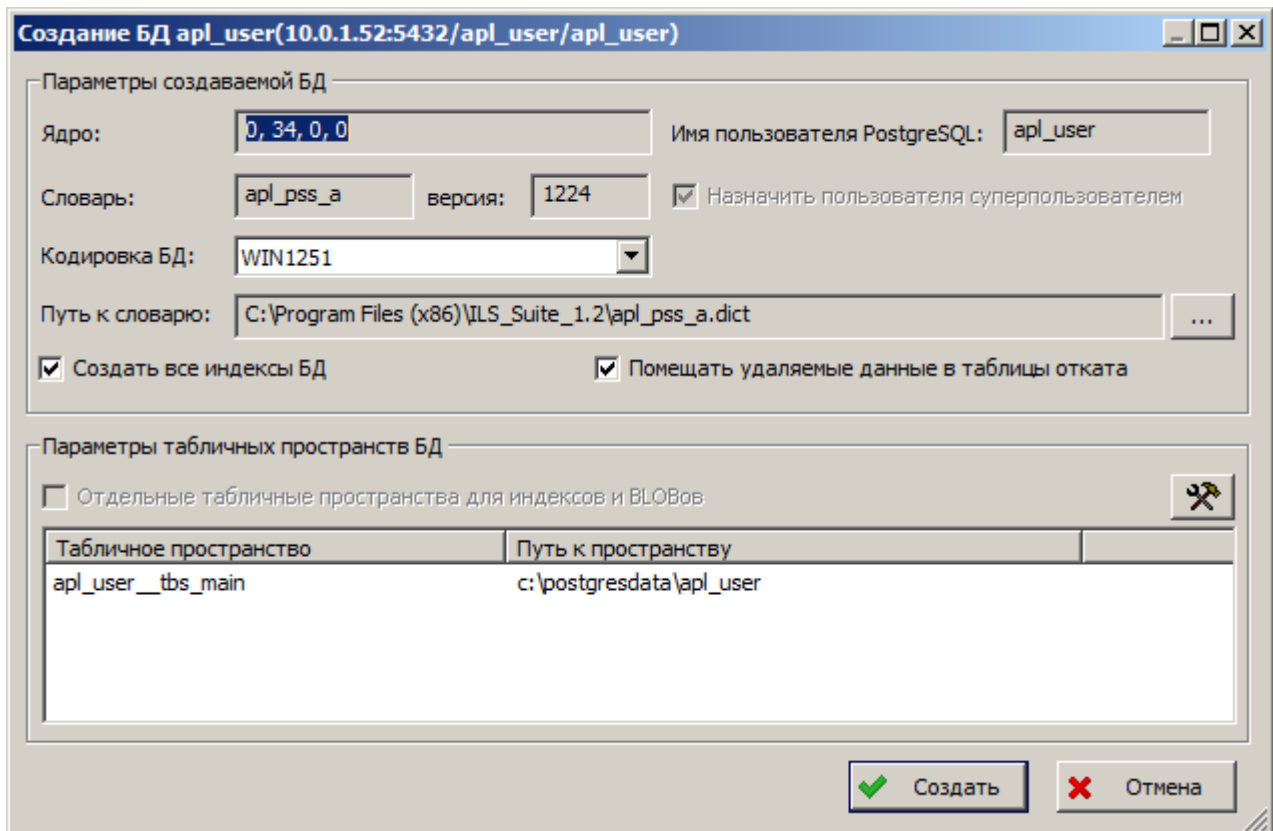 Создание БД apl_user(10.0.1.52:5432/apl_user/apl_user)
Параметры создаваемой БД
Ядро: 0, 34, 0, 0 Имя пользователя PostgreSQL: apl_user
Словарь: apl_pss_a версия: 1224 Назначить пользователя суперпользователем
Кодировка БД: WIN1251
Путь к словарю: C:\Program Files (x86)\ILS_Suite_1.2\apl_pss_a.dict ...
Создать все индексы БД Помещать удаляемые данные в таблицы отката
Параметры табличных пространств БД
Отдельные табличные пространства для индексов и BLOBов
Табличное пространство Путь к пространству
apl_user__tbs_main c:\postgresdata\apl_user
Создать Отмена